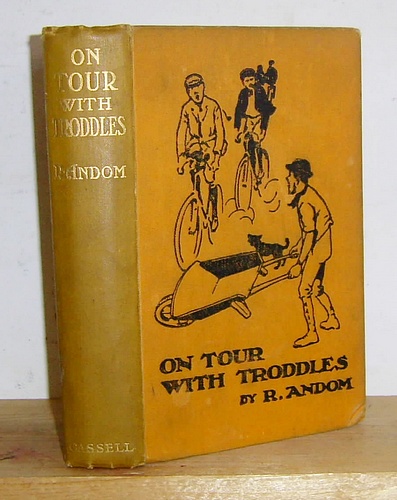 ON
TOUR
WITH
TRODDLES
R. ANDOM
CASSELL
ON TOUR
WITH TRODDLES
BY R. ANDOM